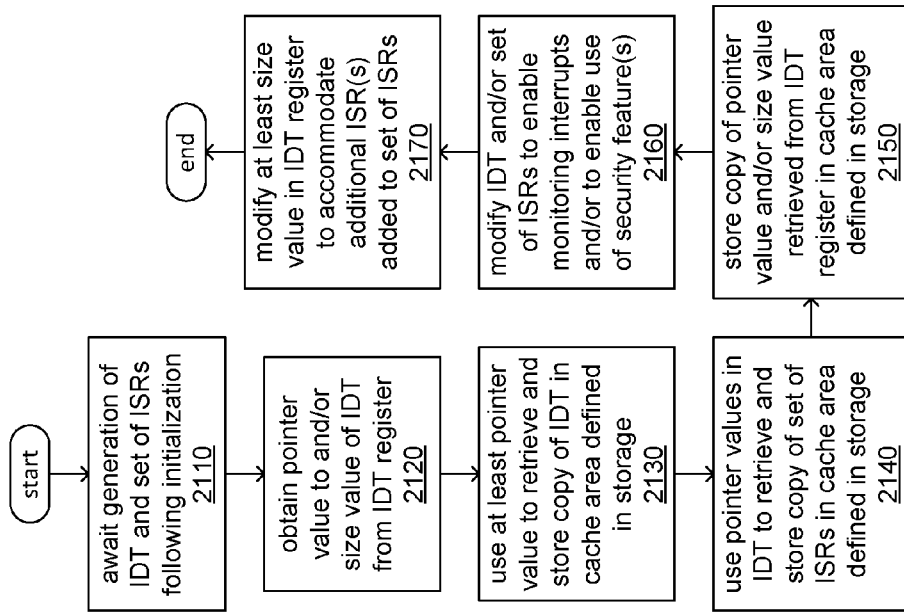 start
await generation of
IDT and set of ISRs
following initialization
2110
obtain pointer
value to and/or
size value of IDT
from IDT register
2120
use at least pointer
value to retrieve and
store copy of IDT in
cache area defined
in storage
2130
use pointer values in
IDT to retrieve and
store copy of set of
ISRs in cache area
defined in storage
2140
store copy of pointer
value and/or size value
retrieved from IDT
register in cache area
defined in storage
2150
modify IDT and/or set
of ISRs to enable
monitoring interrupts
and/or to enable use
of security feature(s)
2160
modify at least size
value in IDT register
to accommodate
additional ISR(s)
added to set of ISRs
2170
end